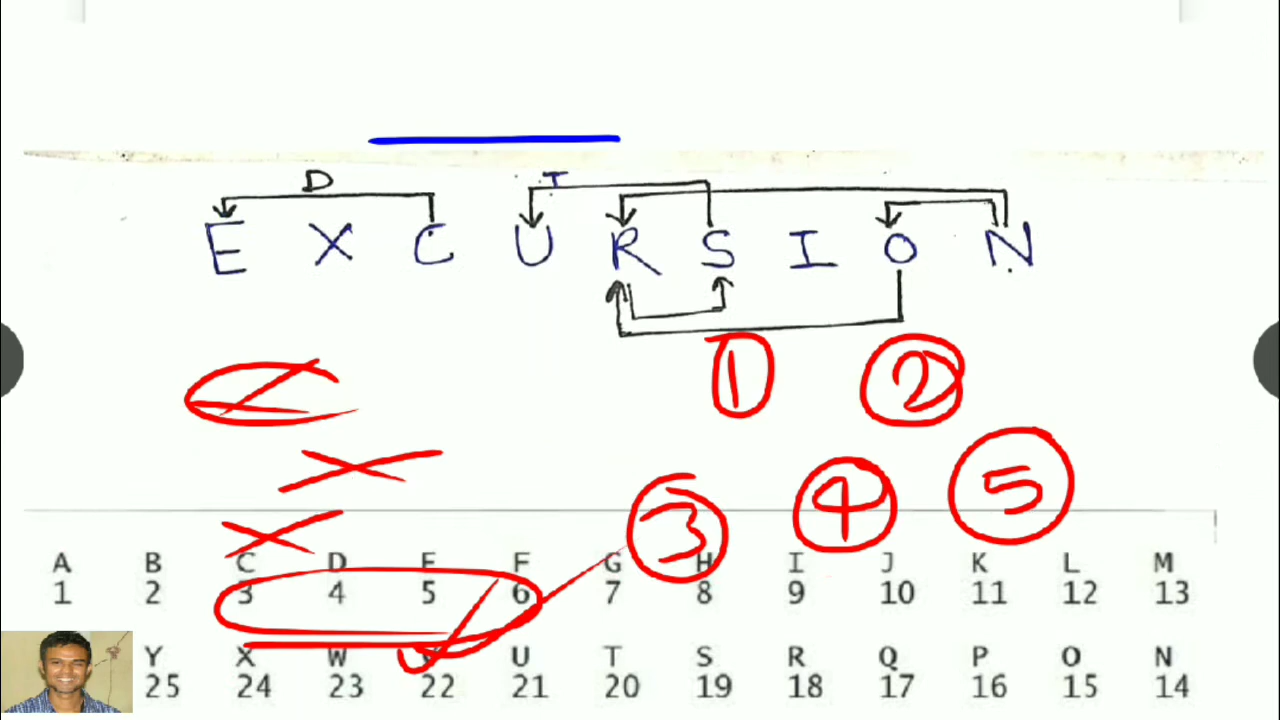 D T
E X C U R S I O N
1 2
3 4 5
A B C D E F G H I J K L M
1 2 3 4 5 6 7 8 9 10 11 12 13
Y X W V U T S R Q P O N
25 24 23 22 21 20 19 18 17 16 15 14